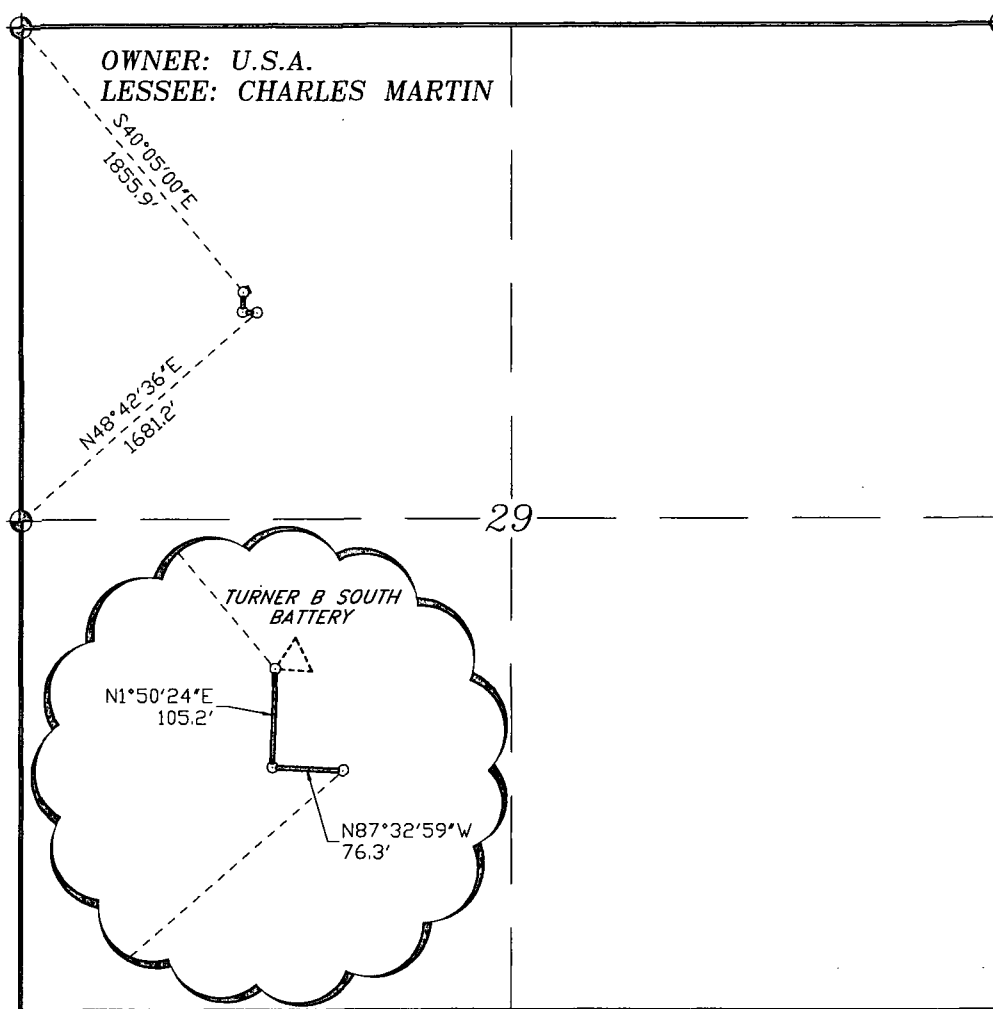 OWNER: U.S.A.
LESSEE: CHARLES MARTIN
S40°05'00"E
1855.9'
N48°42'36"E
1681.2'
29
TURNER B SOUTH
BATTERY
N1°50'24"E
105.2'
N87°32'59"W
76.3'